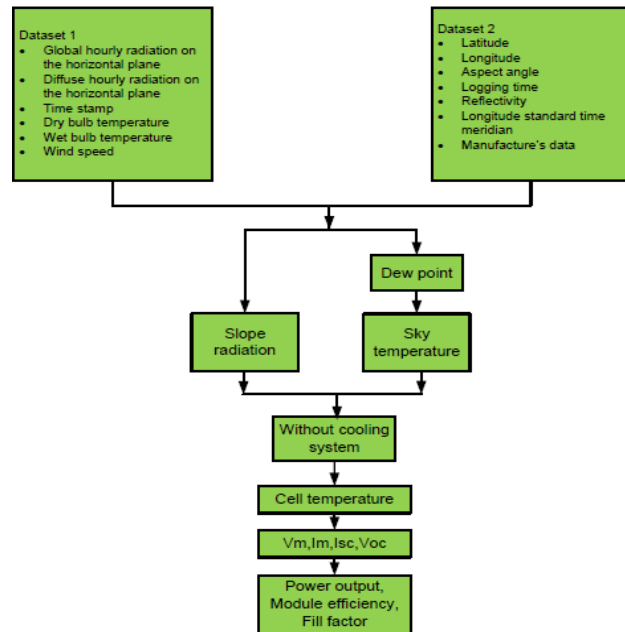 Dataset 1
• Global hourly radiation on
the horizontal plane
• Diffuse hourly radiation on
the horizontal plane
• Time stamp
• Dry bulb temperature
• Wet bulb temperature
• Wind speed
Dataset 2
• Latitude
• Longitude
• Aspect angle
• Logging time
• Reflectivity
• Longitude standard time
meridian
• Manufacture's data
Dew point
Slope
radiation
Sky
temperature
Without cooling
system
Cell temperature
Vm,Im,Isc,Voc
Power output,
Module efficiency,
Fill factor